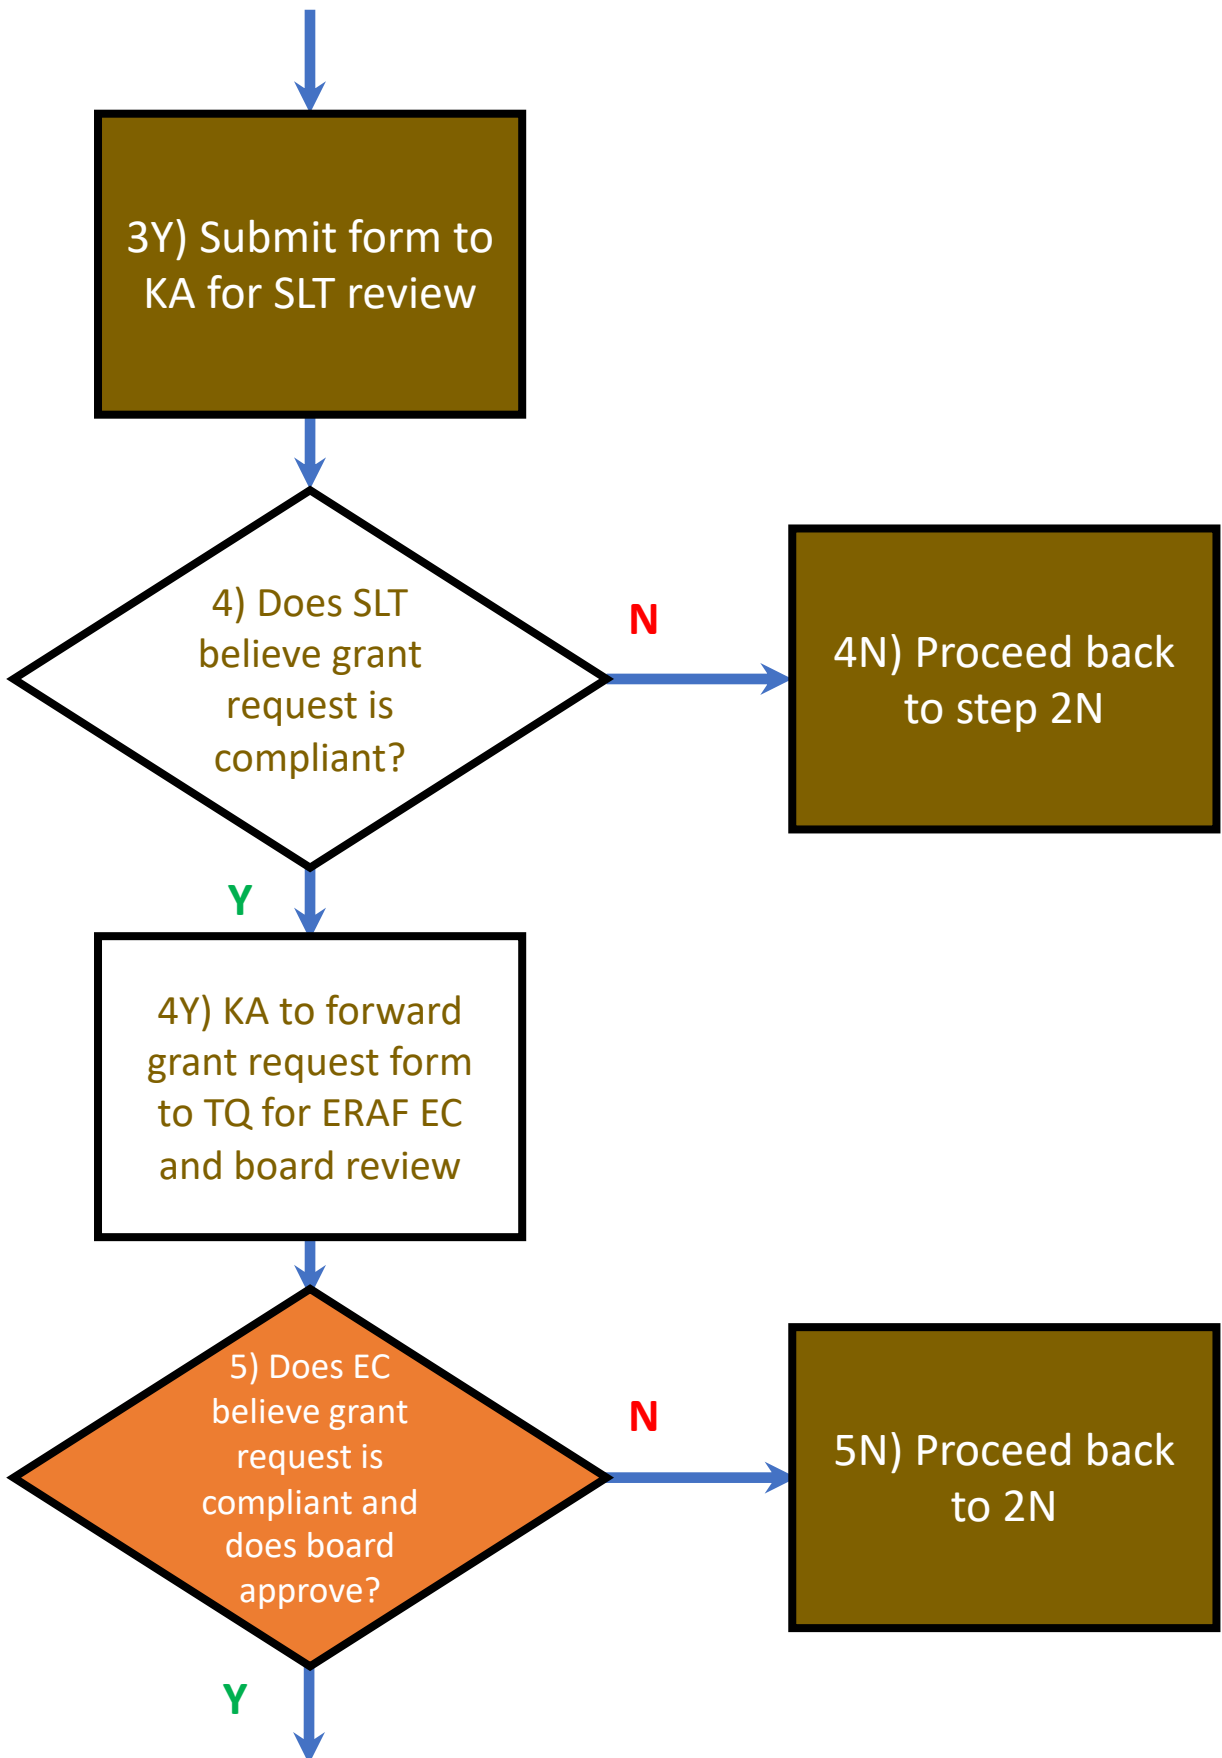 3Y) Submit form to
KA for SLT review
4) Does SLT
believe grant
request is
compliant?
N
4N) Proceed back
to step 2N
Y
4Y) KA to forward
grant request form
to TQ for ERAF EC
and board review
5) Does EC
believe grant
request is
compliant and
does board
approve?
N
5N) Proceed back
to 2N
Y